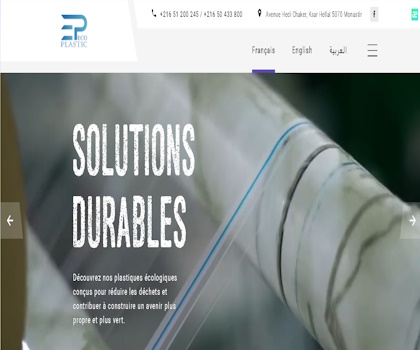 +216 51 200 245 / +216 50 433 800
Avenue Hedi Chaker, Ksar Hellal 5070 Monastir
f
EP
ECO
PLASTIC
Français
English
العربية
SOLUTIONS
DURABLES
Découvrez nos plastiques écologiques
conçus pour réduire les déchets et
contribuer à construire un avenir plus
propre et plus vert.